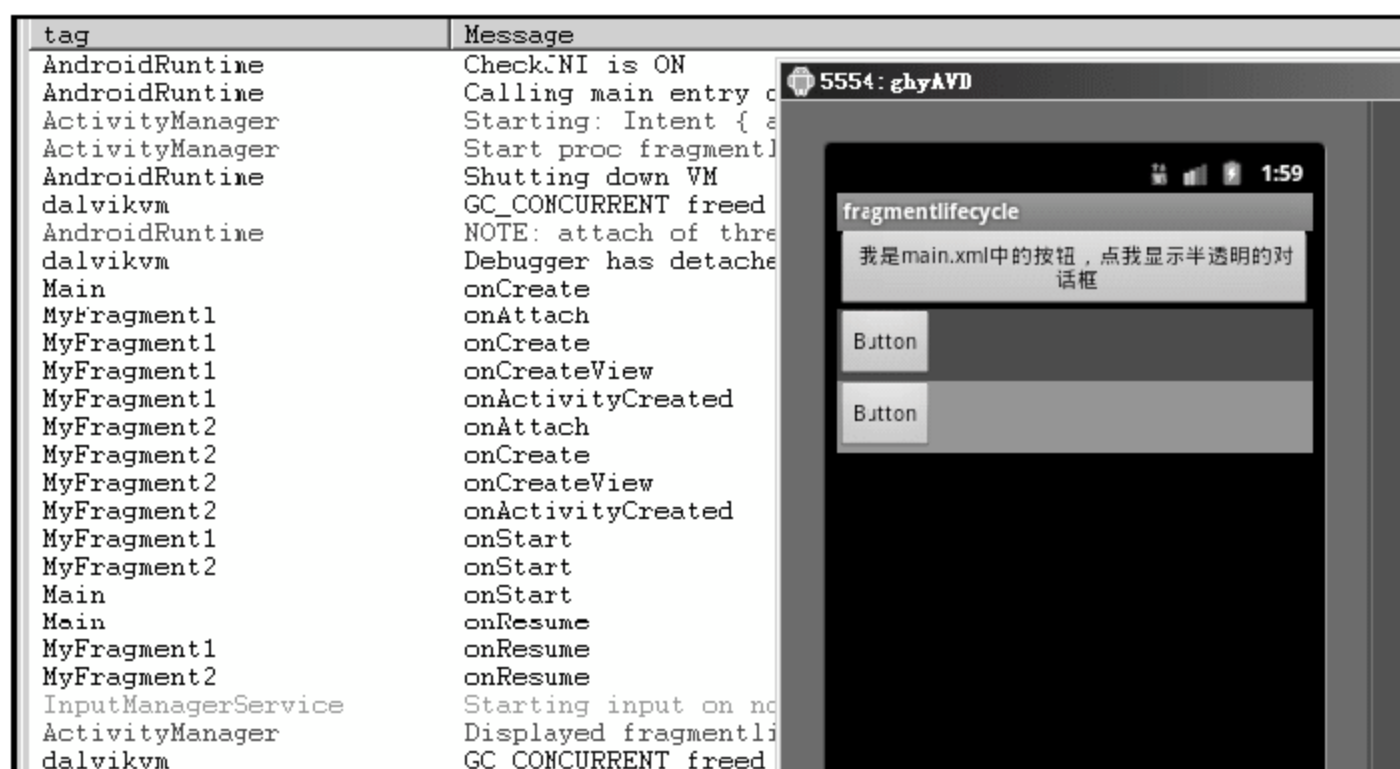 tag Message
AndroidRuntime CheckJNI is ON
AndroidRuntime Calling main entry
ActivityManager Starting: Intent {
ActivityManager Start proc
AndroidRuntime Shutting down VM
dalvikvm GC_CONCURRENT freed
AndroidRuntime NOTE: attach of
dalvikvm Debugger has
Main onCreate
MyFragment1 onAttach
MyFragment1 onCreate
MyFragment1 onCreateView
MyFragment1 onActivityCreated
MyFragment2 onAttach
MyFragment2 onCreate
MyFragment2 onCreateView
MyFragment2 onActivityCreated
MyFragment1 onStart
MyFragment2 onStart
Main onStart
Main onResume
MyFragment1 onResume
MyFragment2 onResume
InputManagerService Starting input on
ActivityManager Displayed
dalvikvm GC_CONCURRENT freed
5554:ghyAVD
1:59
fragmentlifecycle
我是main.xml中的按钮，点我显示半透明的对
话框
Button
Button